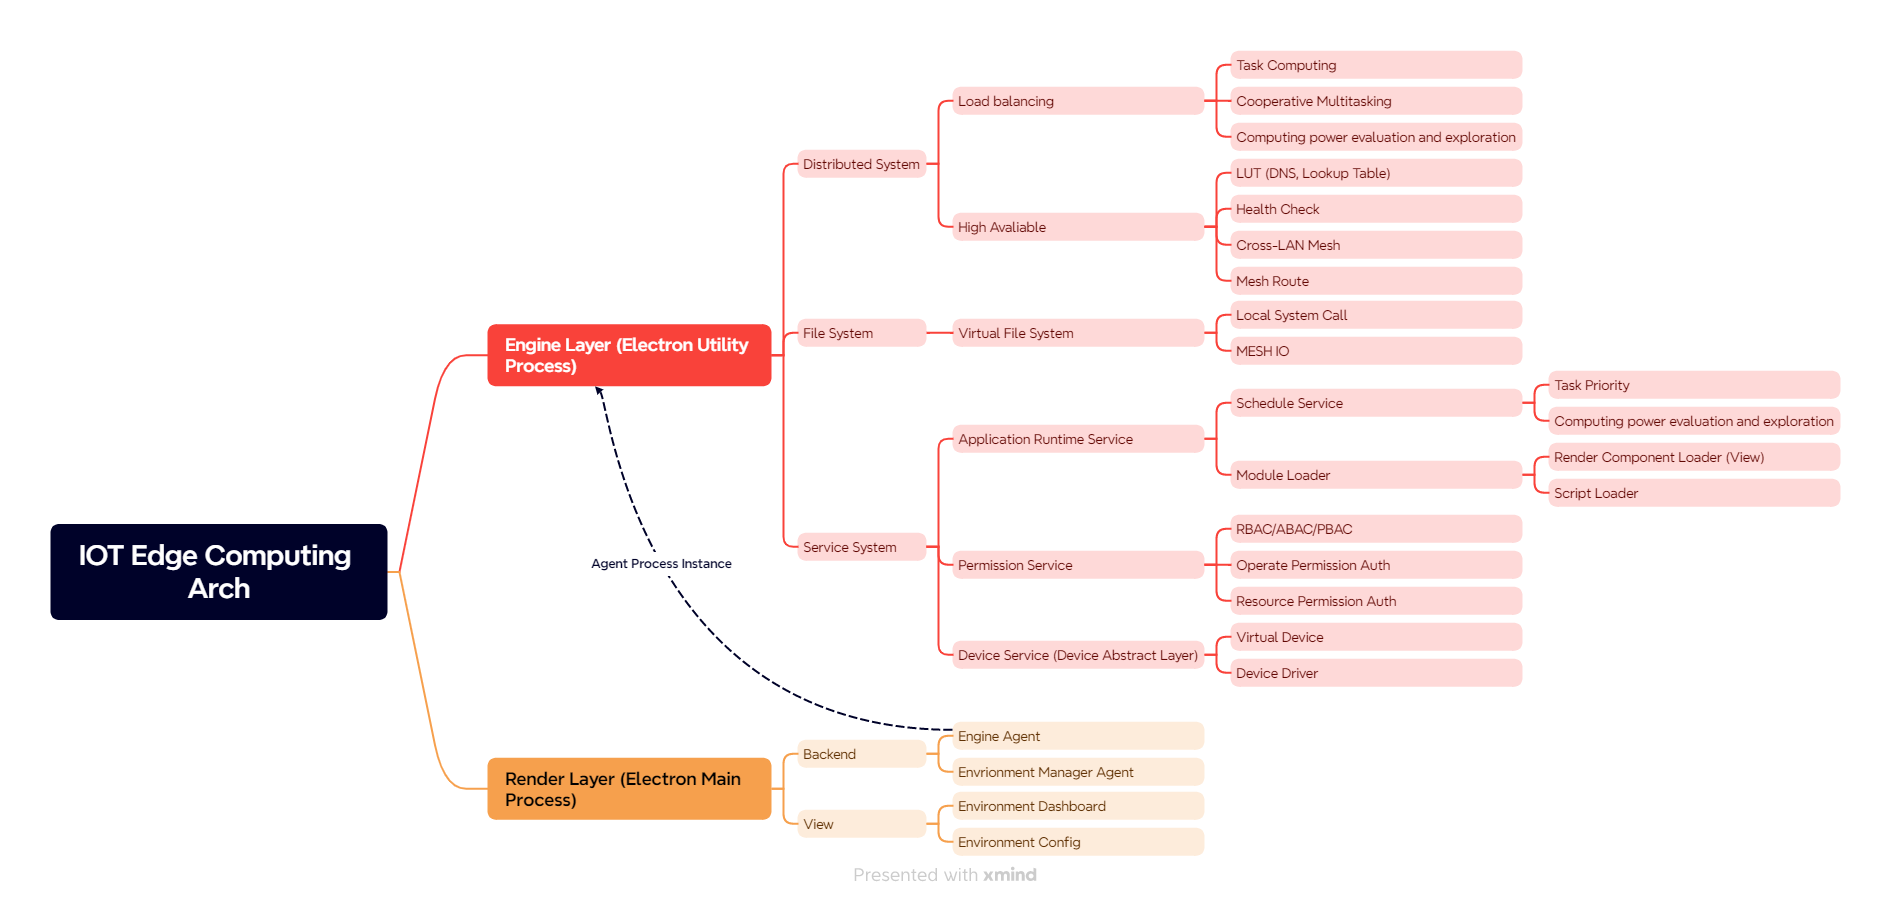 IOT Edge Computing
Arch
Engine Layer (Electron Utility
Process)
Distributed System
Load balancing
Task Computing
Cooperative Multitasking
Computing power evaluation and exploration
High Avaliable
LUT (DNS, Lookup Table)
Health Check
Cross-LAN Mesh
Mesh Route
File System
Virtual File System
Local System Call
MESH IO
Service System
Application Runtime Service
Schedule Service
Task Priority
Computing power evaluation and exploration
Module Loader
Render Component Loader (View)
Script Loader
Permission Service
RBAC/ABAC/PBAC
Operate Permission Auth
Resource Permission Auth
Device Service (Device Abstract Layer)
Virtual Device
Device Driver
Agent Process Instance
Render Layer (Electron Main
Process)
Backend
Engine Agent
Envrionment Manager Agent
View
Environment Dashboard
Environment Config
Presented with xmind